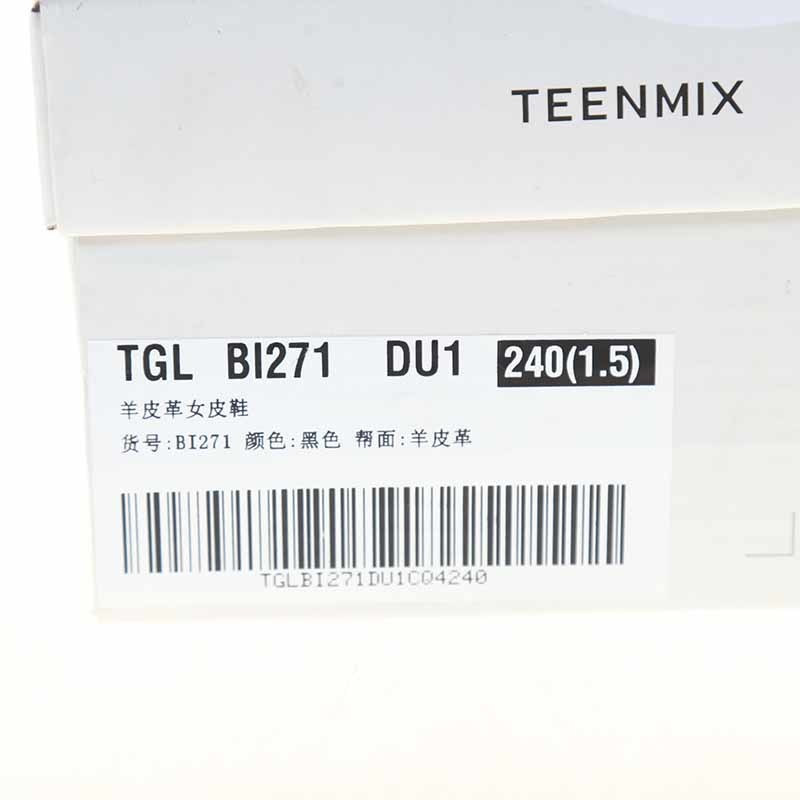 TEENMIX
TGL BI271 DU1 240(1.5)
羊皮革女皮鞋
货号:BI271 颜色:黑色 帮面:羊皮革
TGLBI271DU1CQ4240